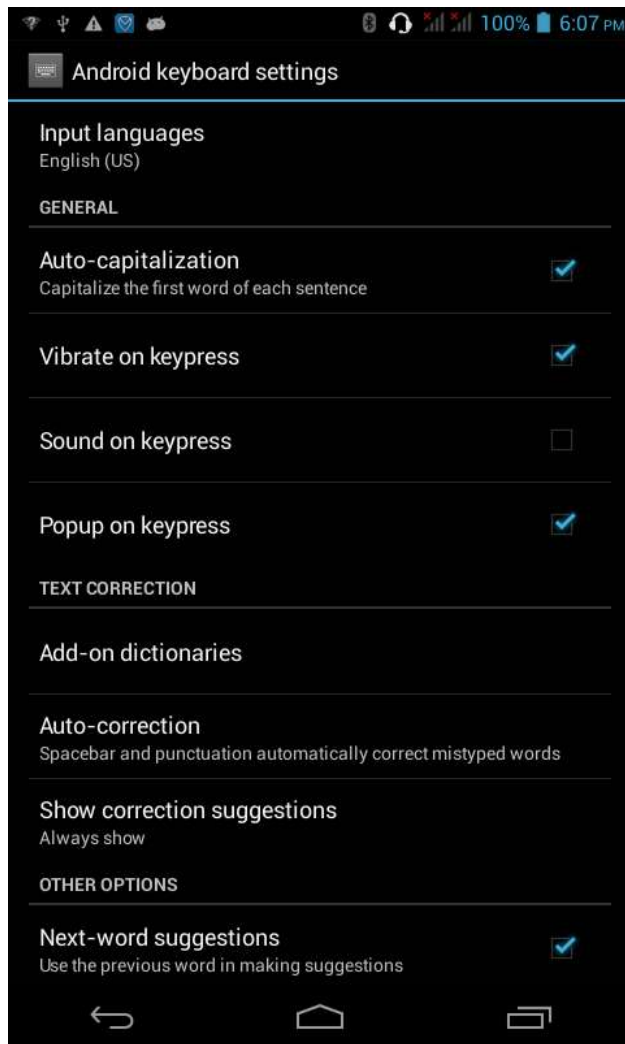 100% 6:07 PM
Android keyboard settings
Input languages
English (US)
GENERAL
Auto-capitalization
Capitalize the first word of each sentence
Vibrate on keypress
Sound on keypress
Popup on keypress
TEXT CORRECTION
Add-on dictionaries
Auto-correction
Spacebar and punctuation automatically correct mistyped words
Show correction suggestions
Always show
OTHER OPTIONS
Next-word suggestions
Use the previous word in making suggestions